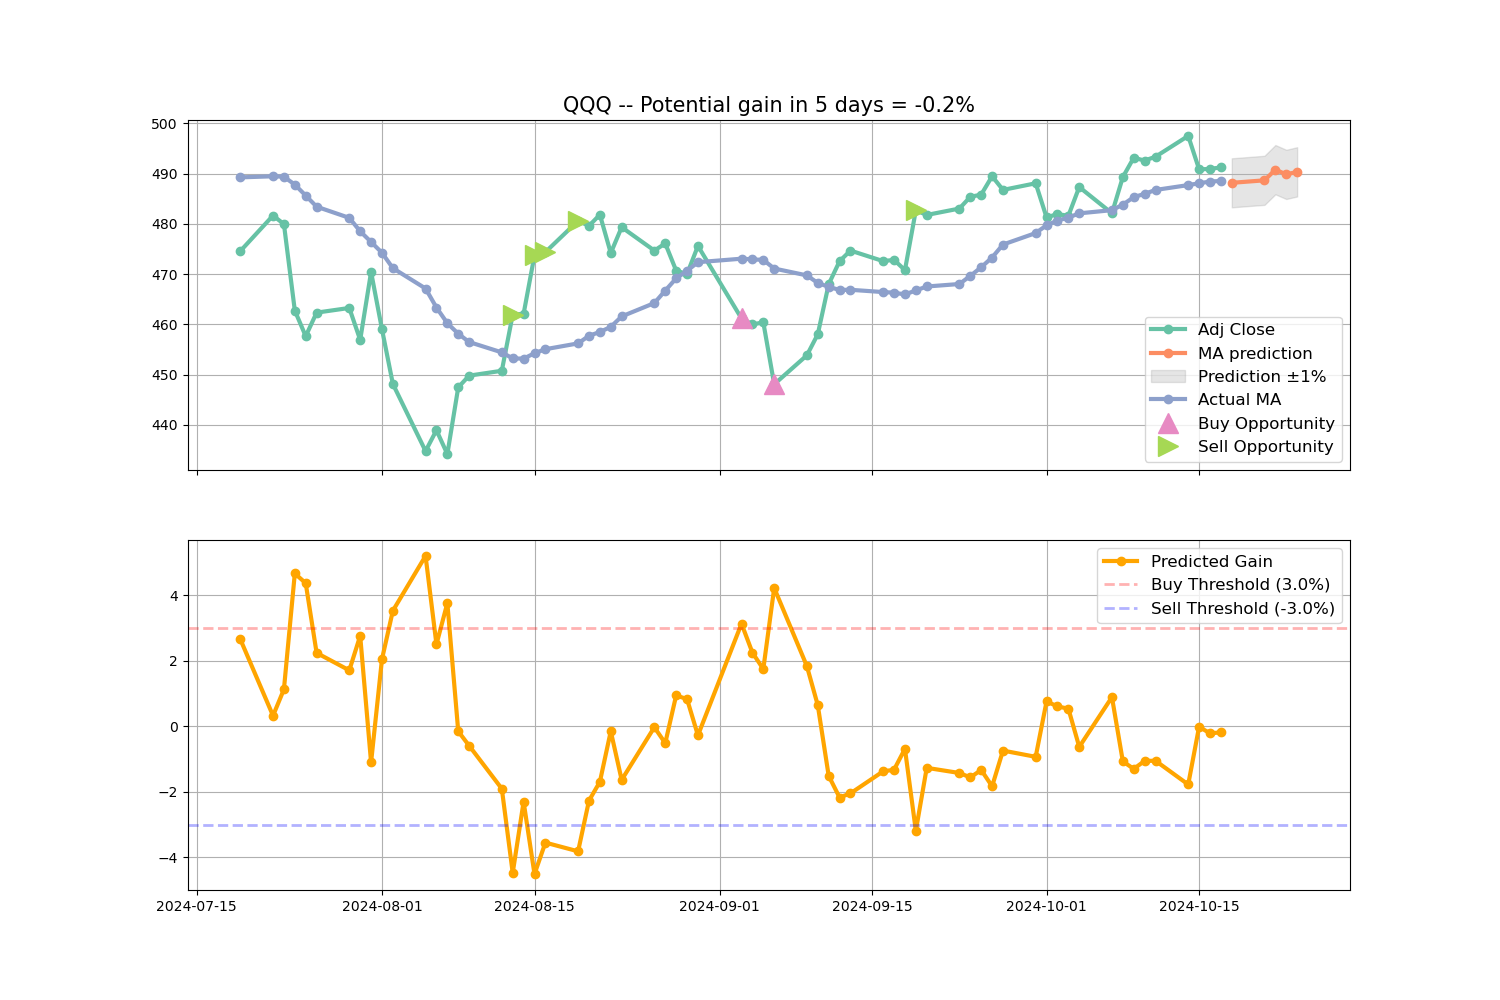 QQQ -- Potential gain in 5 days = -0.2%
500
490
480
470
460
450
440
Adj Close
MA prediction
Prediction ±1%
Actual MA
Buy Opportunity
Sell Opportunity
4
2
0
−2
−4
Predicted Gain
Buy Threshold (3.0%)
Sell Threshold (-3.0%)
2024-07-15
2024-08-01
2024-08-15
2024-09-01
2024-09-15
2024-10-01
2024-10-15